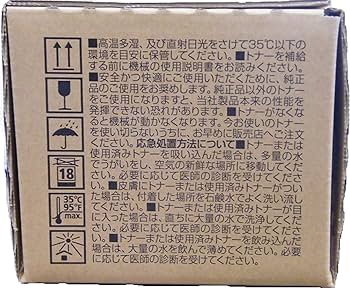 ■高温多湿、及び直射日光をさけて35℃以下の
環境を目安に保管してください。■トナーを補給
する前に機械の使用説明書をお読みください。
■安全かつ快適にご使用いただくために、純正
品のご使用をお奨めします。純正品以外のトナー
をご使用になりますと、当社製品本来の性能を
発揮できない恐れがあります。■トナーがなくな
ると機械が動かなくなります。今お使いのトナー
を使い切らないうちに、お早めに販売店へご注文
ください。応急処置方法について■トナーまたは
使用済みトナーを吸い込んだ場合は、多量の水
でうがいをし、空気の新鮮な場所に移動してくだ
さい。必要に応じて医師の診断を受けてください。
■皮膚にトナーまたは使用済みトナーがつい
た場合は、付着した場所を石鹸水でよく洗い流し
てください。■トナーまたは使用済みトナーが目
に入った場合は、直ちに大量の水で洗浄してくだ
さい。必要に応じて医師の診断を受けてくださ
い。■トナーまたは使用済みトナーを飲み込んだ
場合は、大量の水を飲んで薄めてください。必
要に応じて医師の診断を受けてください。
18
35℃
95°F
max.